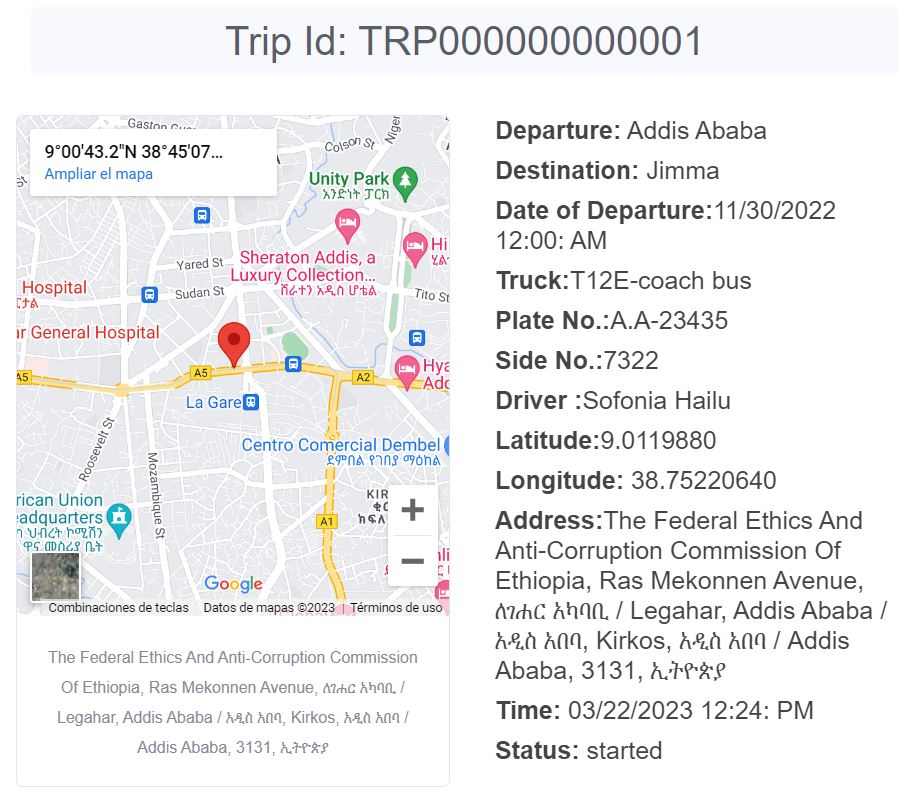 Trip Id: TRP000000000001
9°00'43.2"N 38°45'07...
Ampliar el mapa
Colson St
Niger
Unity Park
አንድነት ፓርክ
Sheraton Addis, a
Luxury Collection...
ሸራተን አዲስ ሆቴል
Yared St
Sudan St
Tito St
Hospital
ar General Hospital
A5
A5
A2
La Gare
Roosevelt St
Mozambique St
Centro Comercial Dembel
ደምበል የገበያ ማዕከል
A1
rican Union
eadquarters
ዋና መስሪያ ቤት
+
−
Google
Combinaciones de teclas
Datos de mapas ©2023
Términos de uso
The Federal Ethics And Anti-Corruption Commission
Of Ethiopia, Ras Mekonnen Avenue, ለገሐር አካባቢ /
Legahar, Addis Ababa / አዲስ አበባ, Kirkos, አዲስ አበባ /
Addis Ababa, 3131, ኢትዮጵያ
Departure: Addis Ababa
Destination: Jimma
Date of Departure:11/30/2022
12:00: AM
Truck:T12E-coach bus
Plate No.:A.A-23435
Side No.:7322
Driver :Sofonia Hailu
Latitude:9.0119880
Longitude: 38.75220640
Address:The Federal Ethics And
Anti-Corruption Commission Of
Ethiopia, Ras Mekonnen Avenue,
ለገሐር አካባቢ / Legahar, Addis Ababa /
አዲስ አበባ, Kirkos, አዲስ አበባ / Addis
Ababa, 3131, ኢትዮጵያ
Time: 03/22/2023 12:24: PM
Status: started